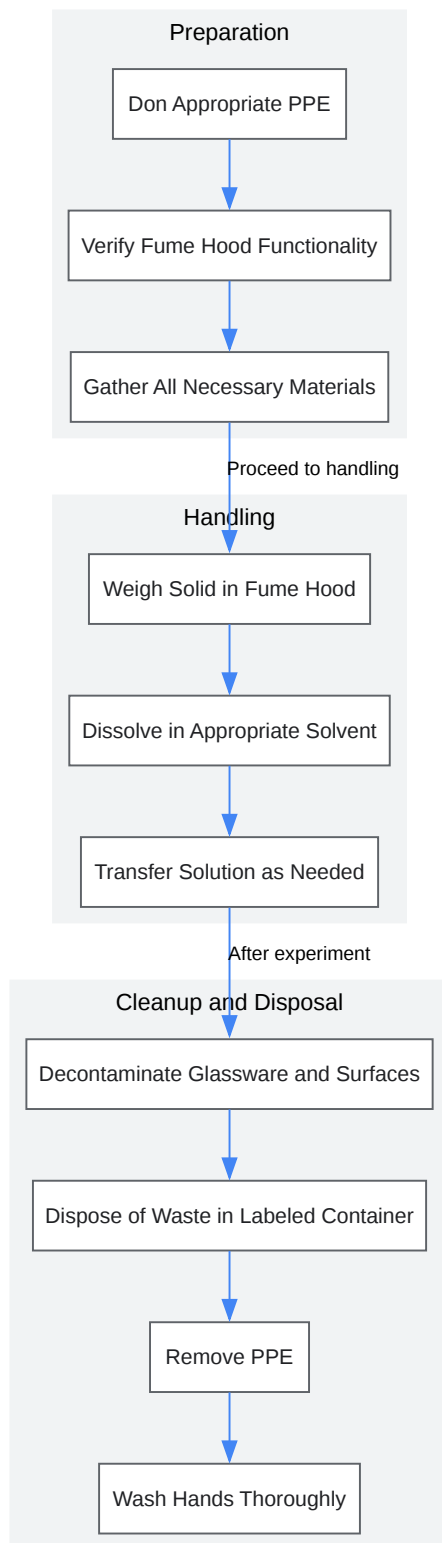 Preparation
Don Appropriate PPE
Verify Fume Hood Functionality
Gather All Necessary Materials
Proceed to handling
Handling
Weigh Solid in Fume Hood
Dissolve in Appropriate Solvent
Transfer Solution as Needed
After experiment
Cleanup and Disposal
Decontaminate Glassware and Surfaces
Dispose of Waste in Labeled Container
Remove PPE
Wash Hands Thoroughly